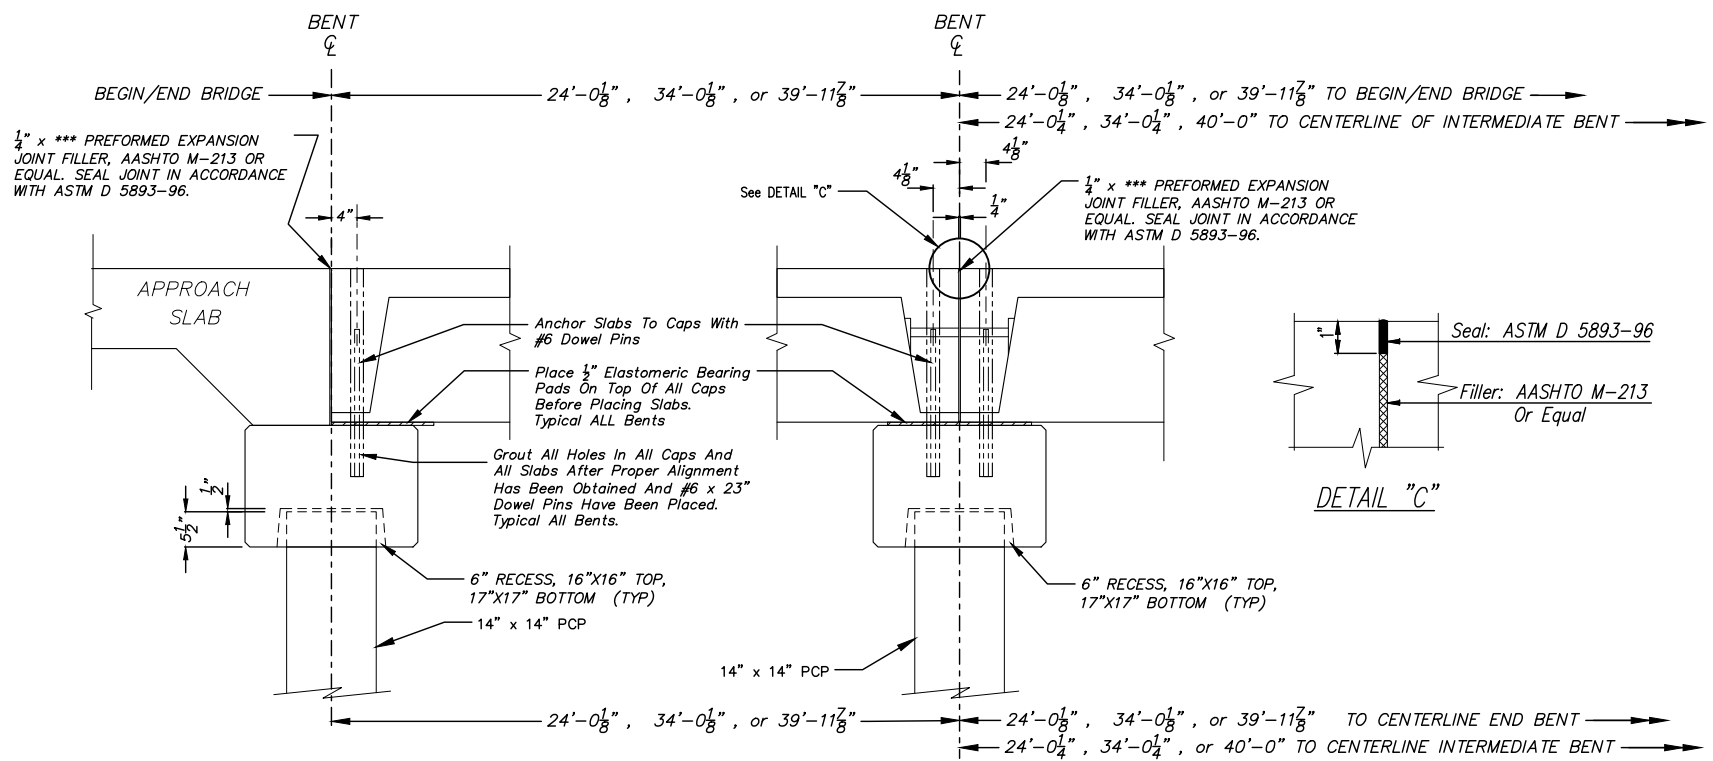 BENT
℄
BENT
℄
BEGIN/END BRIDGE
24'-0⅛", 34'-0⅛", or 39'-11⅞"
24'-0⅛", 34'-0⅛", or 39'-11⅞" TO BEGIN/END BRIDGE
24'-0¼", 34'-0¼", 40'-0" TO CENTERLINE OF INTERMEDIATE BENT
¼" x *** PREFORMED EXPANSION
JOINT FILLER, AASHTO M-213 OR
EQUAL. SEAL JOINT IN ACCORDANCE
WITH ASTM D 5893-96.
4"
4⅛"
4⅛"
¼"
See DETAIL "C"
¼" x *** PREFORMED EXPANSION
JOINT FILLER, AASHTO M-213 OR
EQUAL. SEAL JOINT IN ACCORDANCE
WITH ASTM D 5893-96.
APPROACH
SLAB
Anchor Slabs To Caps With
#6 Dowel Pins
Place ½" Elastomeric Bearing
Pads On Top Of All Caps
Before Placing Slabs.
Typical ALL Bents
Grout All Holes In All Caps And
All Slabs After Proper Alignment
Has Been Obtained And #6 x 23"
Dowel Pins Have Been Placed.
Typical All Bents.
½"
5½"
6" RECESS, 16"X16" TOP,
17"X17" BOTTOM (TYP)
14" x 14" PCP
6" RECESS, 16"X16" TOP,
17"X17" BOTTOM (TYP)
14" x 14" PCP
1"
Seal: ASTM D 5893-96
Filler: AASHTO M-213
Or Equal
DETAIL "C"
24'-0⅛", 34'-0⅛", or 39'-11⅞"
24'-0⅛", 34'-0⅛", or 39'-11⅞" TO CENTERLINE END BENT
24'-0¼", 34'-0¼", or 40'-0" TO CENTERLINE INTERMEDIATE BENT